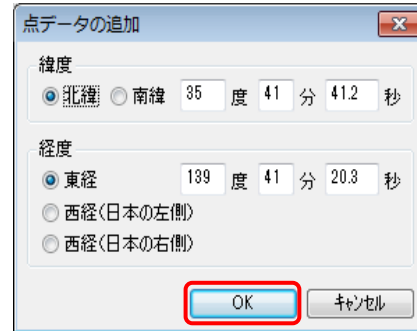 点データの追加
緯度
北緯 南緯 35 度 41 分 41.2 秒
経度
東経 139 度 41 分 20.3 秒
西経(日本の左側)
西経(日本の右側)
OK キャンセル